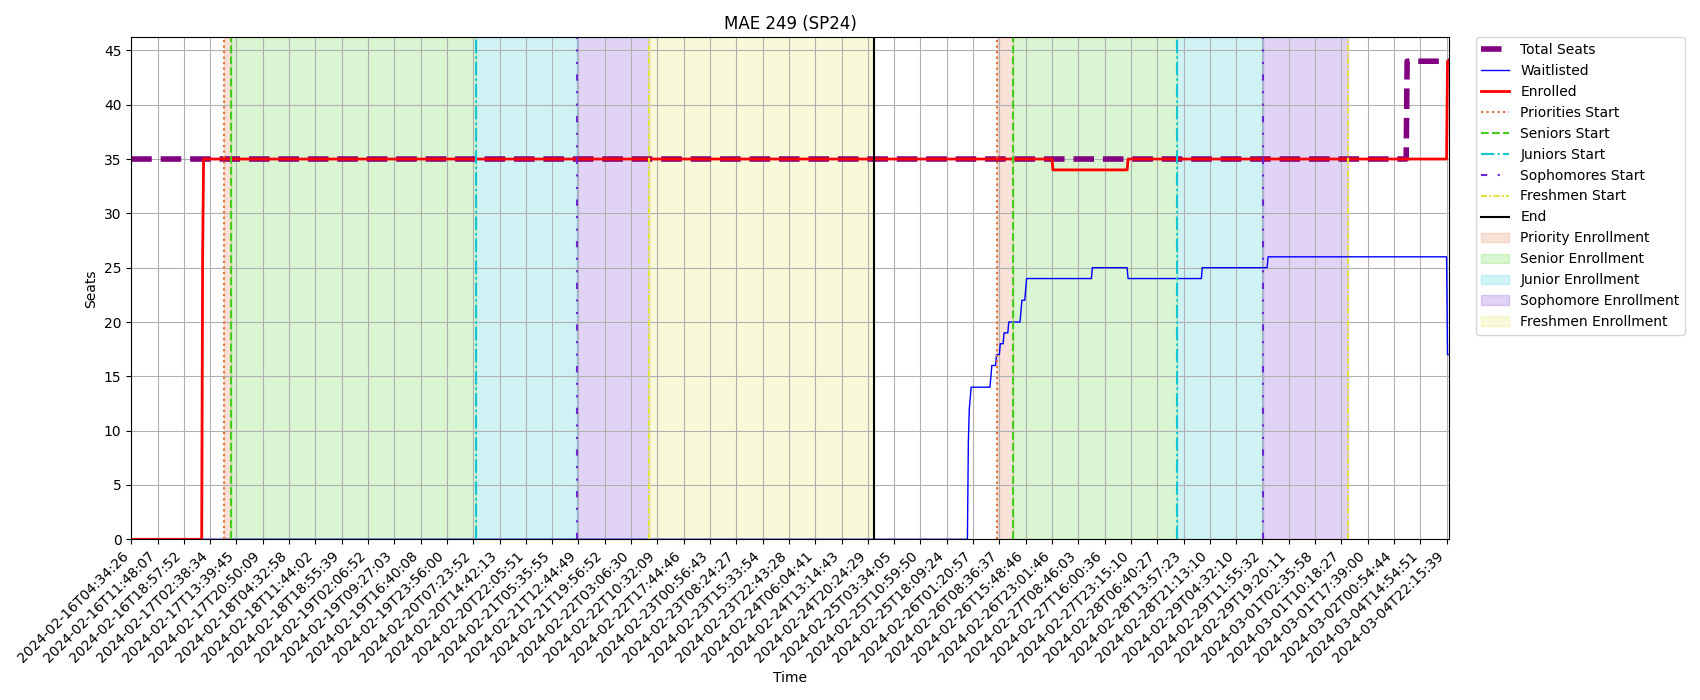 MAE 249 (SP24)
45
40
35
30
25
20
15
10
5
0
Seats
2024-02-16T04:34:26
2024-02-16T11:48:07
2024-02-16T18:57:52
2024-02-17T02:38:34
2024-02-17T13:39:45
2024-02-17T20:50:09
2024-02-18T04:32:58
2024-02-18T11:44:02
2024-02-18T18:55:39
2024-02-19T02:06:52
2024-02-19T09:27:03
2024-02-19T16:40:08
2024-02-19T23:56:00
2024-02-20T07:23:52
2024-02-20T14:42:13
2024-02-20T22:05:51
2024-02-21T05:35:55
2024-02-21T12:44:49
2024-02-21T19:56:52
2024-02-22T03:06:30
2024-02-22T10:32:09
2024-02-22T17:44:46
2024-02-23T00:56:43
2024-02-23T08:24:27
2024-02-23T15:33:54
2024-02-23T22:43:28
2024-02-24T06:04:41
2024-02-24T13:14:43
2024-02-24T20:24:29
2024-02-25T03:34:05
2024-02-25T10:59:50
2024-02-25T18:09:24
2024-02-26T01:20:57
2024-02-26T08:36:37
2024-02-26T15:48:46
2024-02-26T23:01:46
2024-02-27T08:46:03
2024-02-27T16:00:36
2024-02-27T23:15:10
2024-02-28T06:40:27
2024-02-28T13:57:23
2024-02-28T21:13:10
2024-02-29T04:32:10
2024-02-29T11:55:32
2024-02-29T19:20:11
2024-03-01T02:35:58
2024-03-01T10:18:27
2024-03-01T17:39:00
2024-03-02T00:54:44
2024-03-04T14:54:51
2024-03-04T22:15:39
Time
Total Seats
Waitlisted
Enrolled
Priorities Start
Seniors Start
Juniors Start
Sophomores Start
Freshmen Start
End
Priority Enrollment
Senior Enrollment
Junior Enrollment
Sophomore Enrollment
Freshmen Enrollment